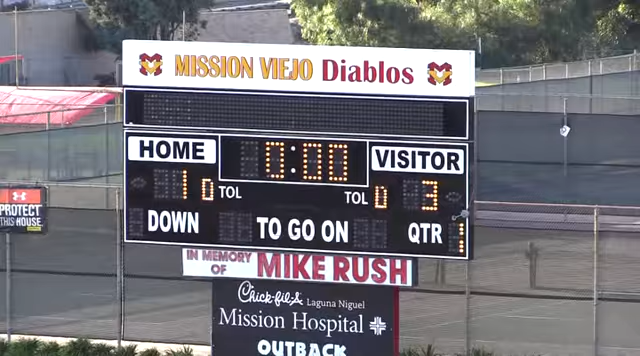 MISSION VIEJO Diablos
HOME 0:00 VISITOR
1 0 TOL TOL 0 3
DOWN TO GO ON QTR 1
PROTECT
THIS HOUSE
IN MEMORY OF MIKE RUSH
Chick-fil-A Laguna Niguel
Mission Hospital
OUTBACK